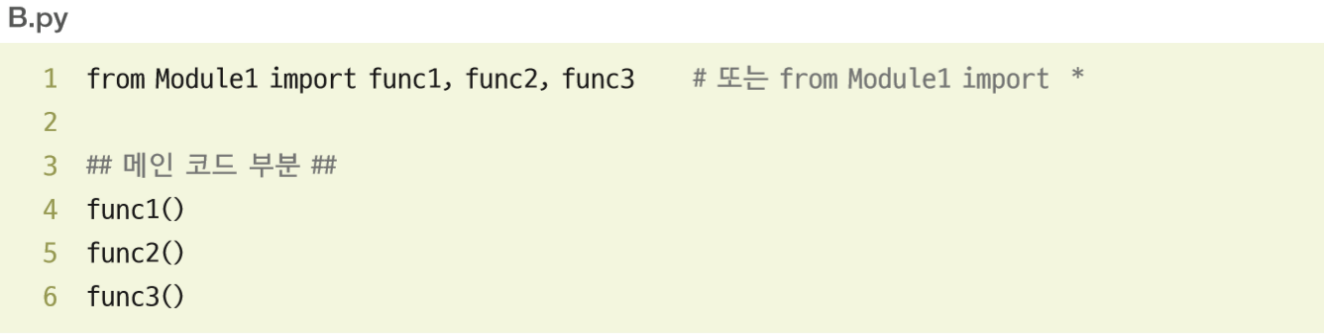 B.py
1 from Module1 import func1, func2, func3 # 또는 from Module1 import *
2
3 ## 메인 코드 부분 ##
4 func1()
5 func2()
6 func3()